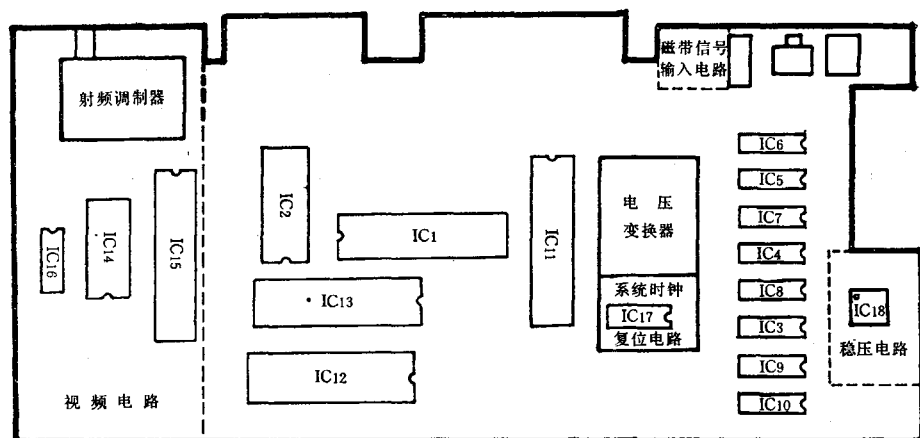 射频调制器
IC16
IC14
IC15
视频电路
IC2
IC1
IC13
IC12
IC11
电压
变换器
系统时钟
IC17
复位电路
磁带信号
输入电路
IC6
IC5
IC7
IC4
IC8
IC3
IC9
IC10
IC18
稳压电路